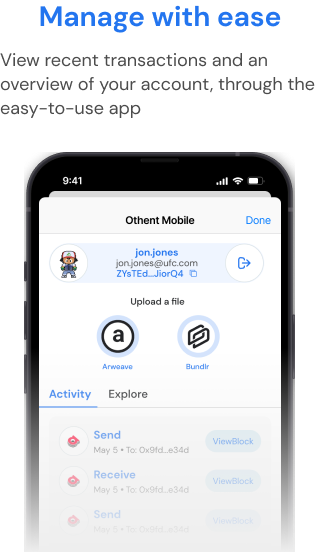 Manage with ease
View recent transactions and an
overview of your account, through the
easy-to-use app
9:41
Othent Mobile
Done
jon.jones
jon.jones@ufc.com
ZYsTEd...JiorQ4
Upload a file
a
Arweave
Bundlr
Activity
Explore
Send
May 5 • To: 0x9fd...e34d
ViewBlock
Receive
May 5 • To: 0x9fd...e34d
ViewBlock
Send
May 5 • To: 0x9fd...e34d
ViewBlock